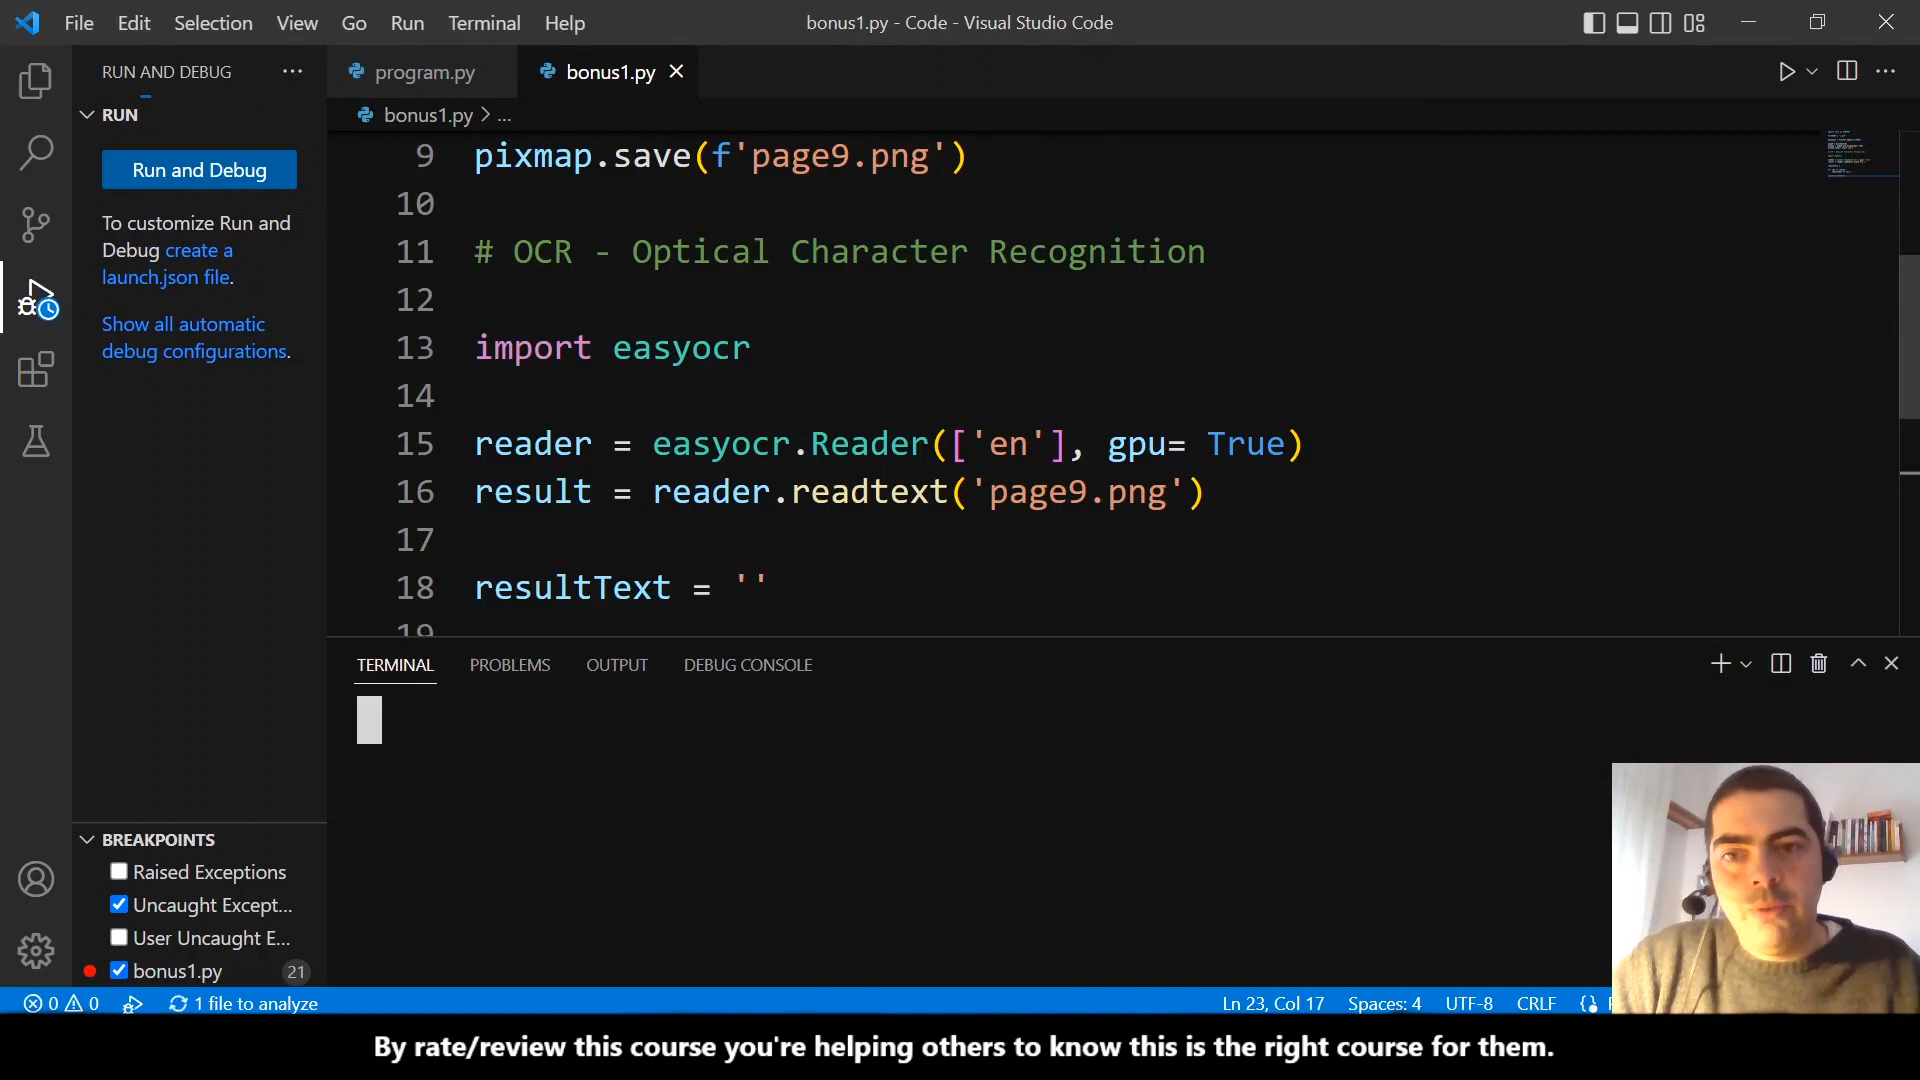 File Edit Selection View Go Run Terminal Help
bonus1.py - Code - Visual Studio Code
RUN AND DEBUG
RUN
Run and Debug
To customize Run and
Debug create a
launch.json file.
Show all automatic
debug configurations.
program.py
bonus1.py
bonus1.py > ...
9 pixmap.save(f'page9.png')
10
11 # OCR - Optical Character Recognition
12
13 import easyocr
14
15 reader = easyocr.Reader(['en'], gpu= True)
16 result = reader.readtext('page9.png')
17
18 resultText = ''
19
TERMINAL PROBLEMS OUTPUT DEBUG CONSOLE
BREAKPOINTS
Raised Exceptions
Uncaught Except...
User Uncaught E...
bonus1.py 21
0 0 1 file to analyze
Ln 23, Col 17 Spaces: 4 UTF-8 CRLF
By rate/review this course you're helping others to know this is the right course for them.